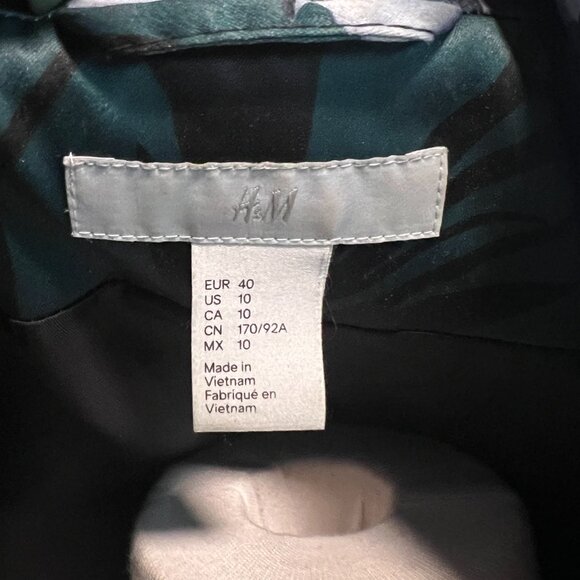 H&M
EUR 40
US 10
CA 10
CN 170/92A
MX 10
Made in
Vietnam
Fabriqué en
Vietnam